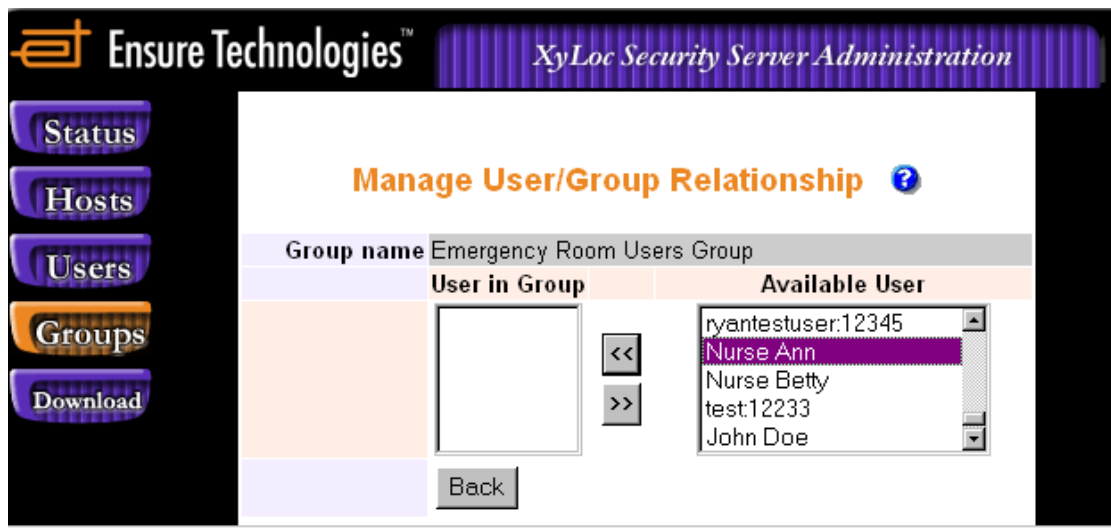 Ensure Technologies™
XyLoc Security Server Administration
Status
Hosts
Users
Groups
Download
Manage User/Group Relationship ?
Group name Emergency Room Users Group
User in Group Available User
ryantestuser:12345
Nurse Ann
Nurse Betty
test:12233
John Doe
<<
>>
Back